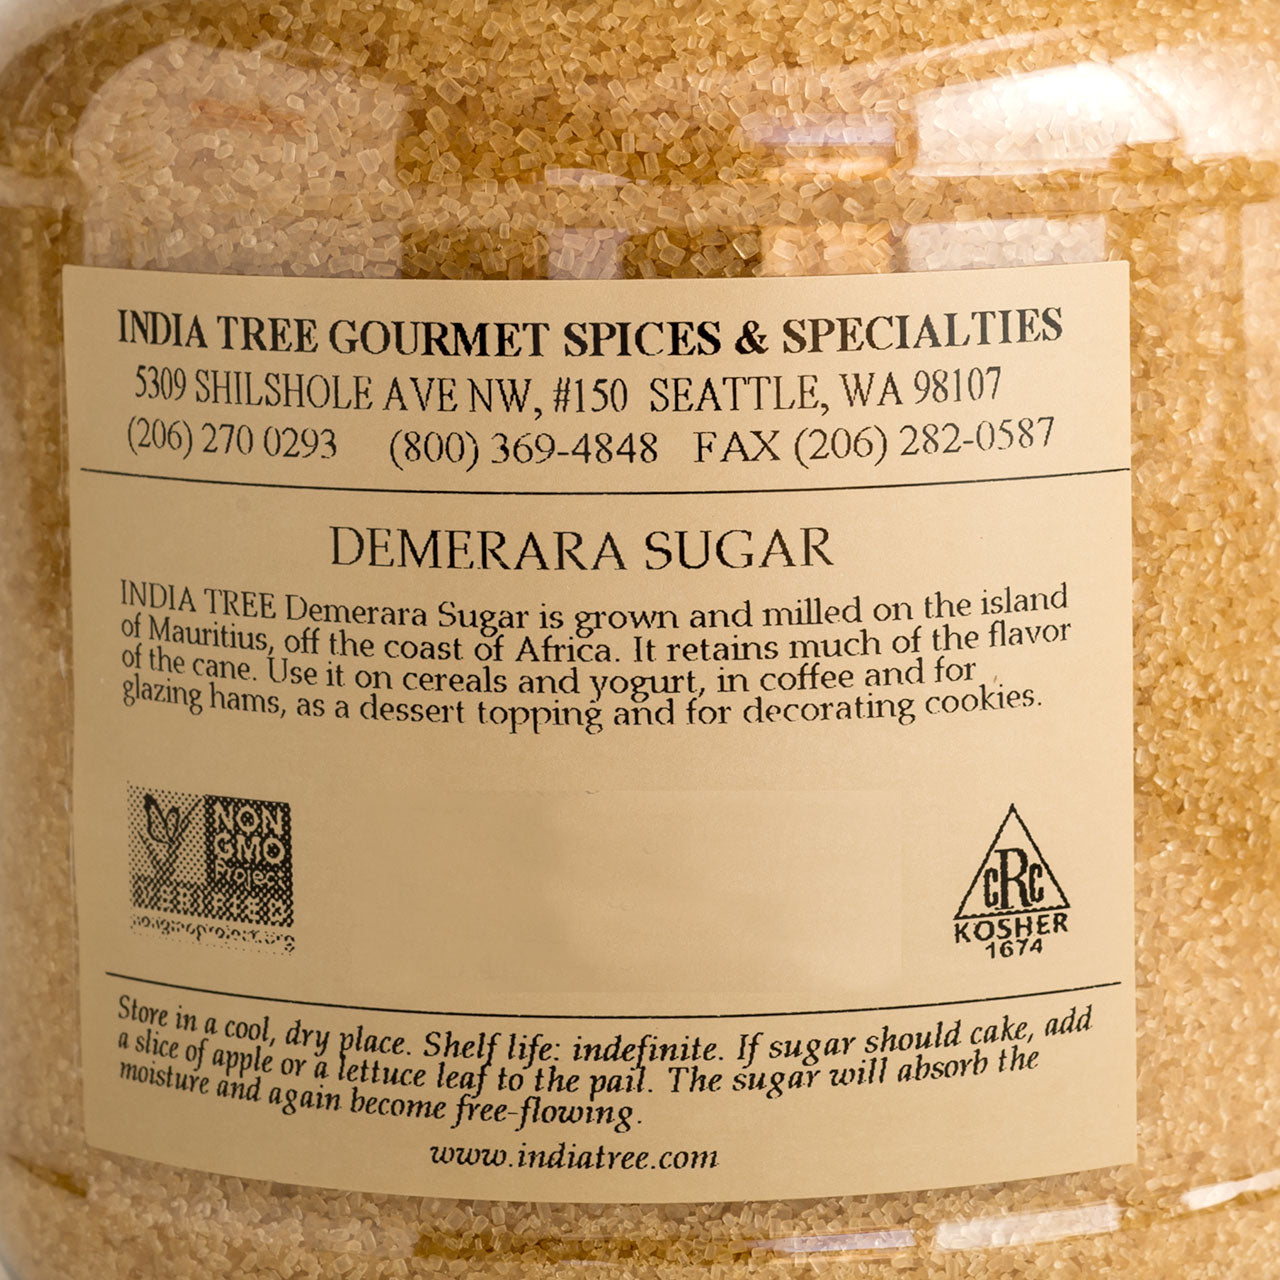 INDIA TREE GOURMET SPICES & SPECIALTIES
5309 SHILSHOLE AVE NW, #150 SEATTLE, WA 98107
(206) 270 0293 (800) 369-4848 FAX (206) 282-0587
DEMERARA SUGAR
INDIA TREE Demerara Sugar is grown and milled on the island
of Mauritius, off the coast of Africa. It retains much of the flavor
of the cane. Use it on cereals and yogurt, in coffee and for
glazing hams, as a dessert topping and for decorating cookies.
NON
GMO
Project
VERIFIED
nongmoproject.org
CRC
KOSHER
1674
Store in a cool, dry place. Shelf life: indefinite. If sugar should cake, add
a slice of apple or a lettuce leaf to the pail. The sugar will absorb the
moisture and again become free-flowing.
www.indiatree.com